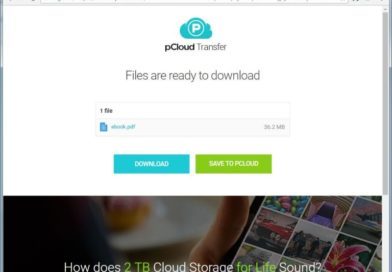 pCloud Transfer
Files are ready to download
1 file
ebook.pdf 36.2 MB
DOWNLOAD SAVE TO PCLOUD
How does 2 TB Cloud Storage for Life Sound?